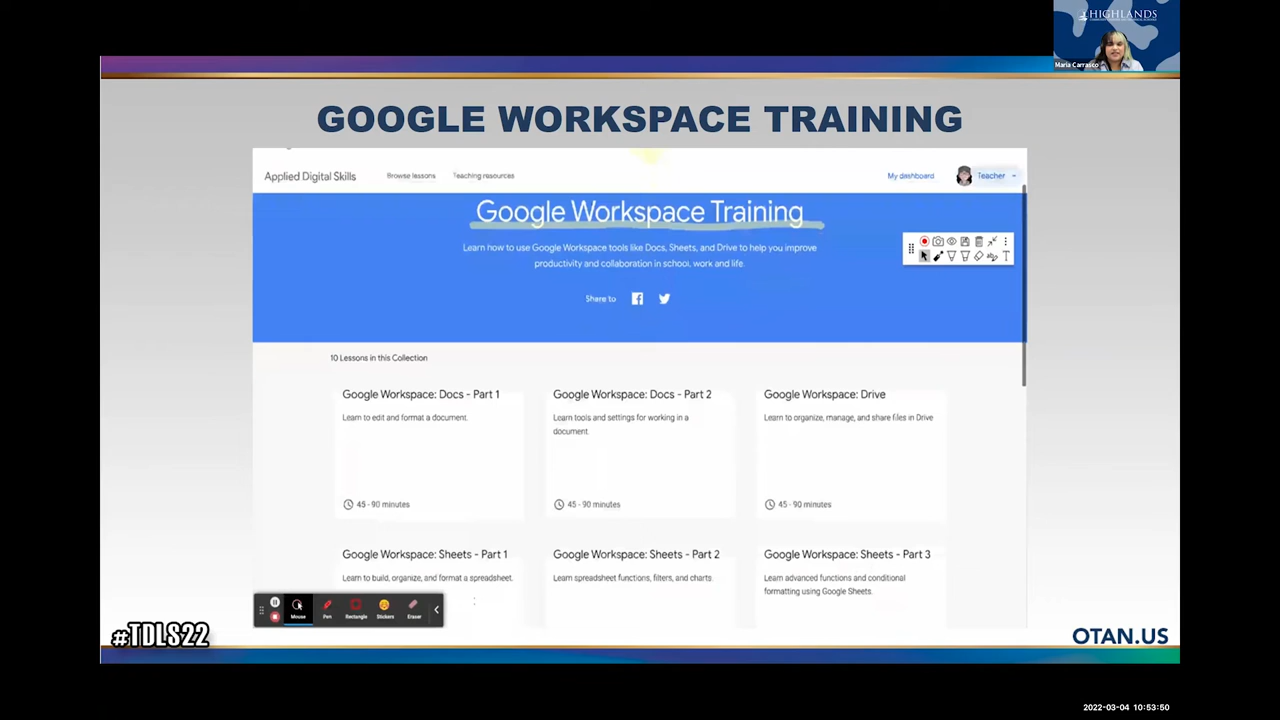 HIGHLANDS
Maria Carrasco
GOOGLE WORKSPACE TRAINING
Applied Digital Skills
Browse lessons
Teaching resources
My dashboard
Teacher
Google Workspace Training
Learn how to use Google Workspace tools like Docs, Sheets, and Drive to help you improve
productivity and collaboration in school, work and life.
Share to
10 Lessons in this Collection
Google Workspace: Docs - Part 1
Learn to edit and format a document.
45 - 90 minutes
Google Workspace: Docs - Part 2
Learn tools and settings for working in a
document.
45 - 90 minutes
Google Workspace: Drive
Learn to organize, manage, and share files in Drive
45 - 90 minutes
Google Workspace: Sheets - Part 1
Learn to build, organize, and format a spreadsheet.
Google Workspace: Sheets - Part 2
Learn spreadsheet functions, filters, and charts.
Google Workspace: Sheets - Part 3
Learn advanced functions and conditional
formatting using Google Sheets.
Mouse
Pen
Rectangle
Stickers
Eraser
#TDLS22
OTAN.US
2022-03-04 10:53:50